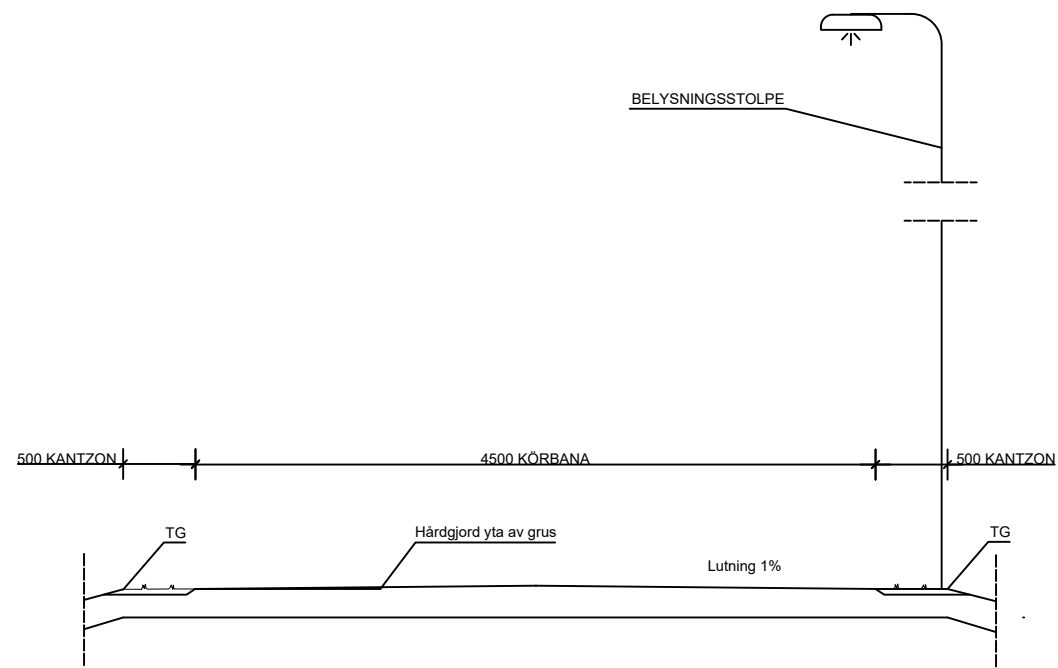 BELYSNINGSSTOLPE
500 KANTZON 4500 KÖRBANA 500 KANTZON
TG Hårdgjord yta av grus TG
Lutning 1%